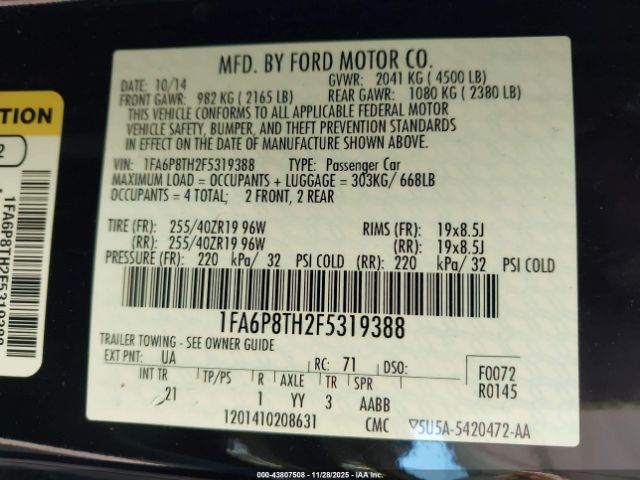 MFD. BY FORD MOTOR CO.
DATE: 10/14 GVWR: 2041 KG ( 4500 LB)
FRONT GAWR: 982 KG ( 2165 LB) REAR GAWR: 1080 KG ( 2380 LB)
THIS VEHICLE CONFORMS TO ALL APPLICABLE FEDERAL MOTOR
VEHICLE SAFETY, BUMPER, AND THEFT PREVENTION STANDARDS
IN EFFECT ON THE DATE OF MANUFACTURE SHOWN ABOVE.
VIN: 1FA6P8TH2F5319388 TYPE: Passenger Car
MAXIMUM LOAD = OCCUPANTS + LUGGAGE = 303KG/ 668LB
OCCUPANTS = 4 TOTAL; 2 FRONT, 2 REAR
TIRE (FR): 255/40ZR19 96W RIMS (FR): 19x8.5J
(RR): 255/40ZR19 96W (RR): 19x8.5J
PRESSURE (FR): 220 kPa/ 32 PSI COLD (RR): 220 kPa/ 32 PSI COLD
1FA6P8TH2F5319388
TRAILER TOWING - SEE OWNER GUIDE
EXT PNT: UA RC: 71 DSO: F0072
INT TR TP/PS R AXLE TR SPR R0145
21 1 YY 3 AABB
1201410208631 CMC 5U5A-5420472-AA
TION
2
1FA6P8TH2F5319388
000-43807508 - 11/28/2025 - IAAI.COM